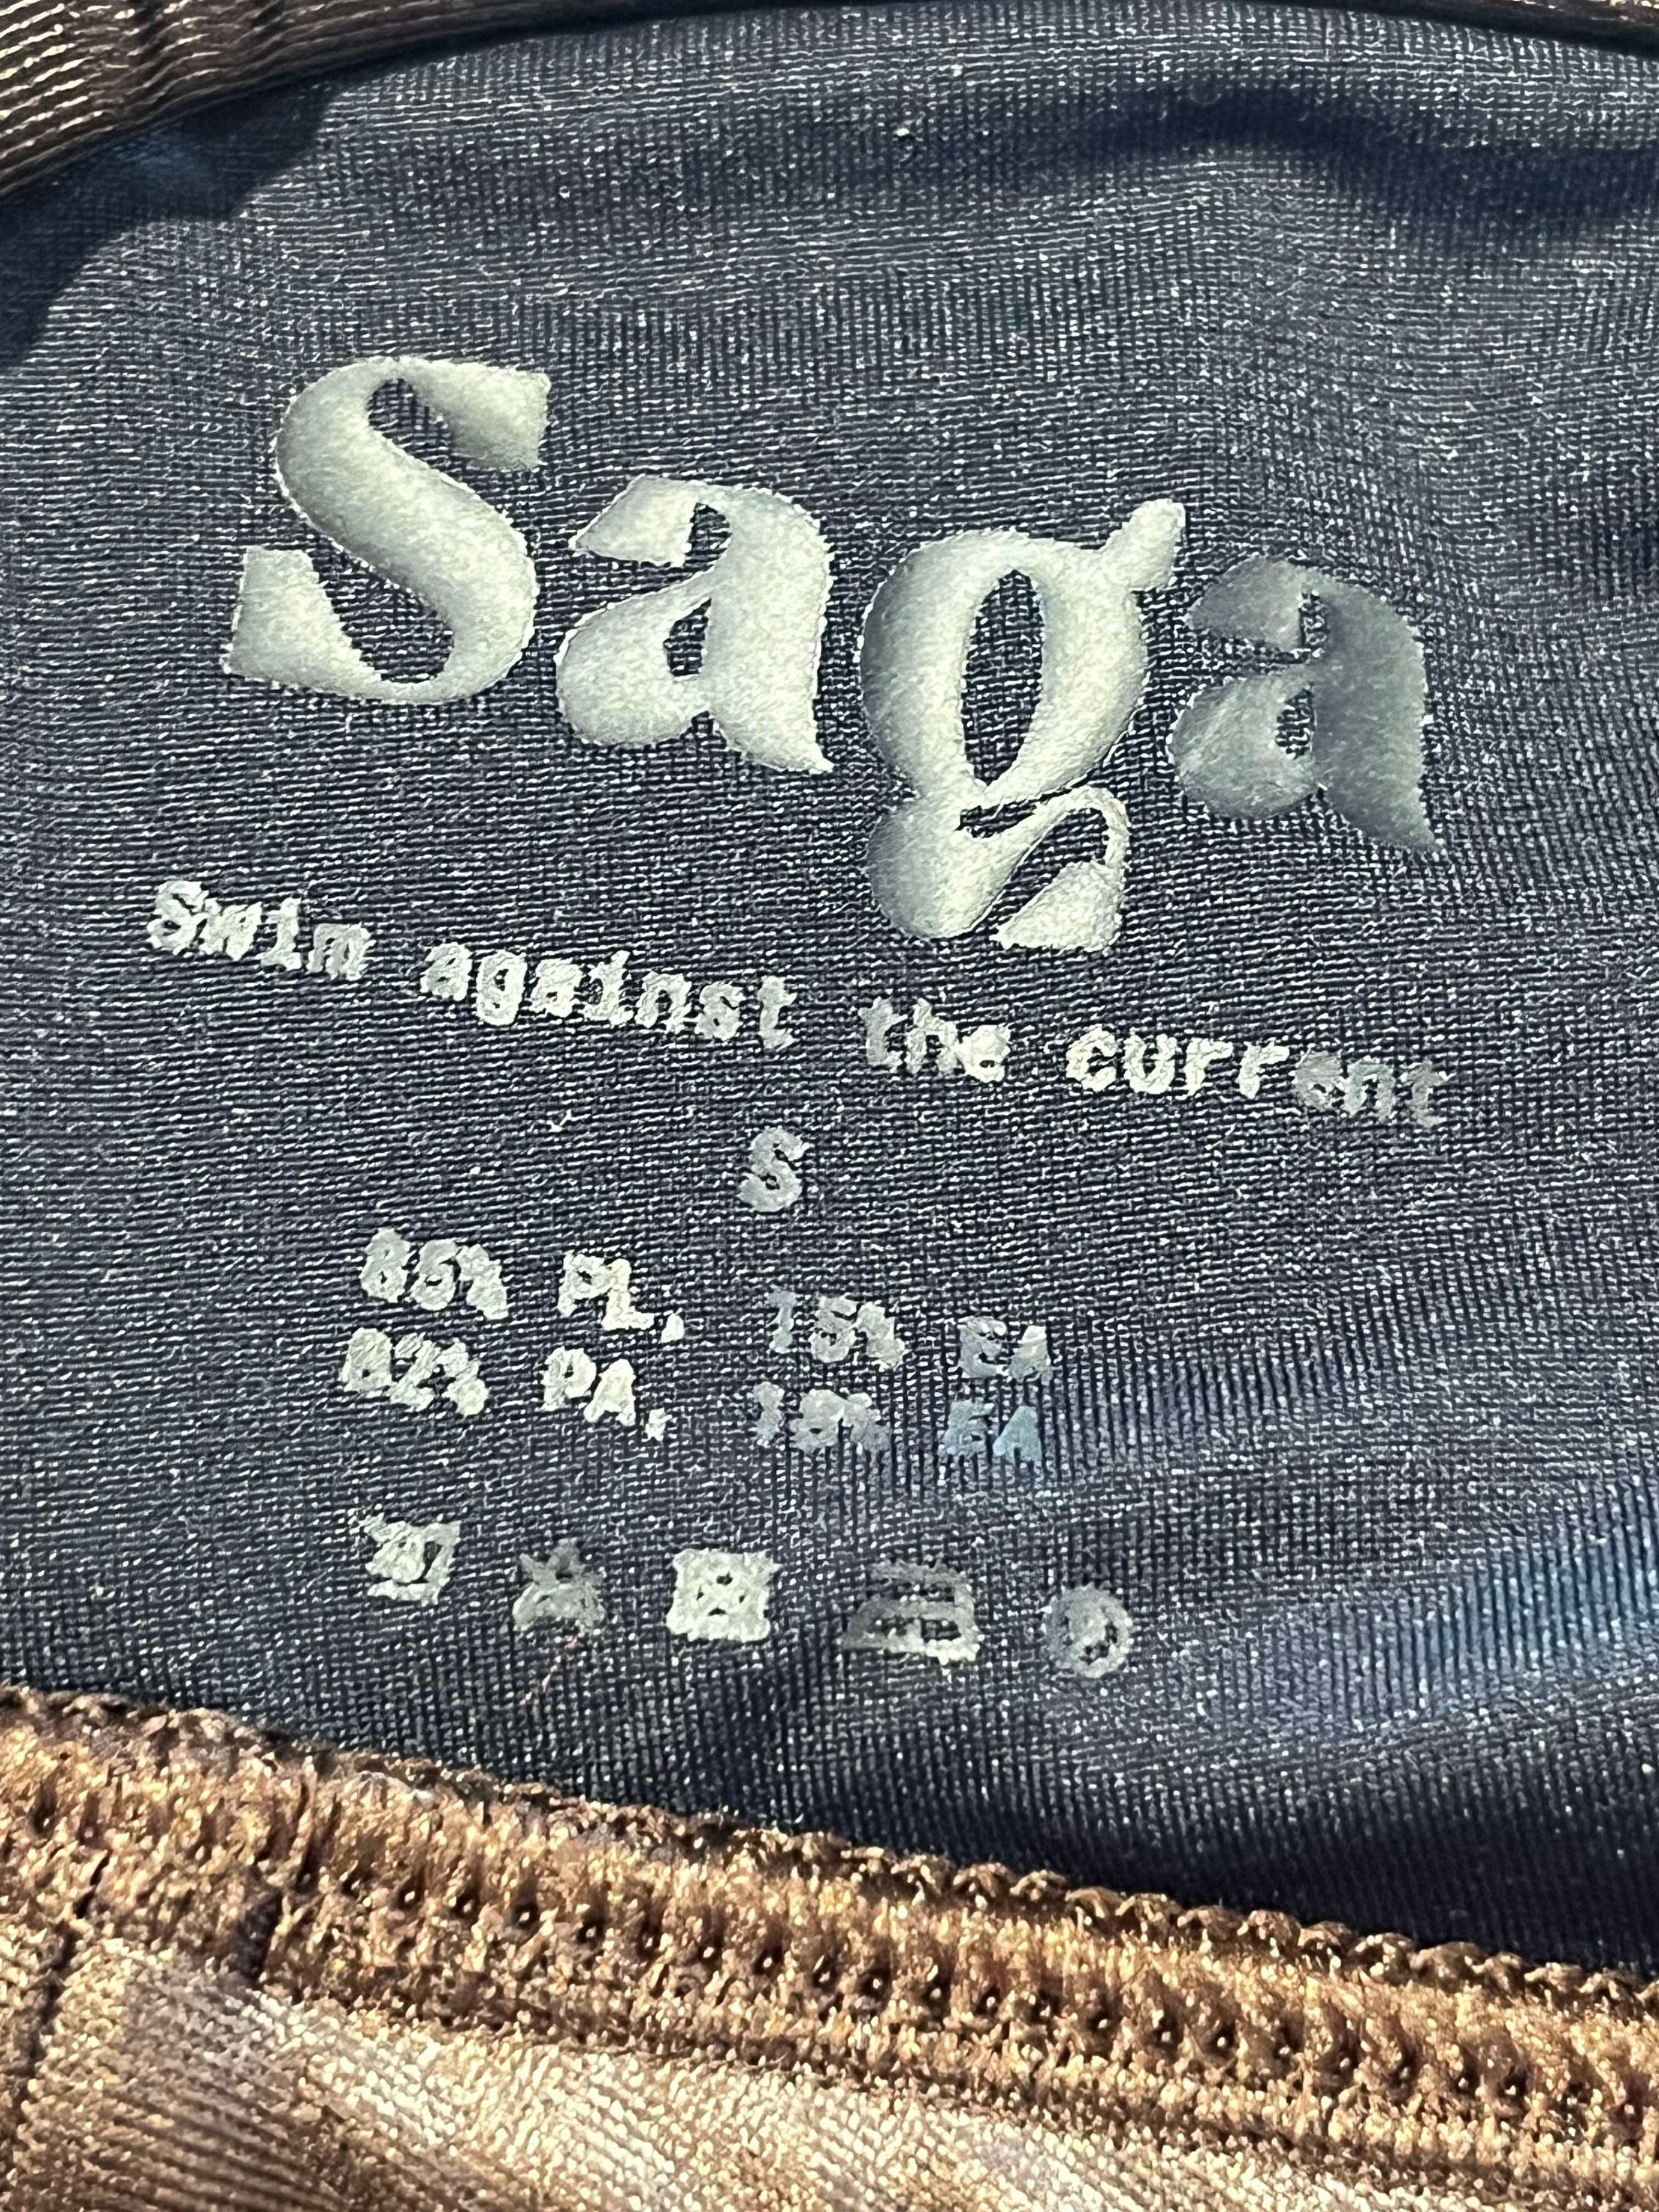 Saga
Swim against the current
S
85% PL, 15% EA
82% PA, 18% EA